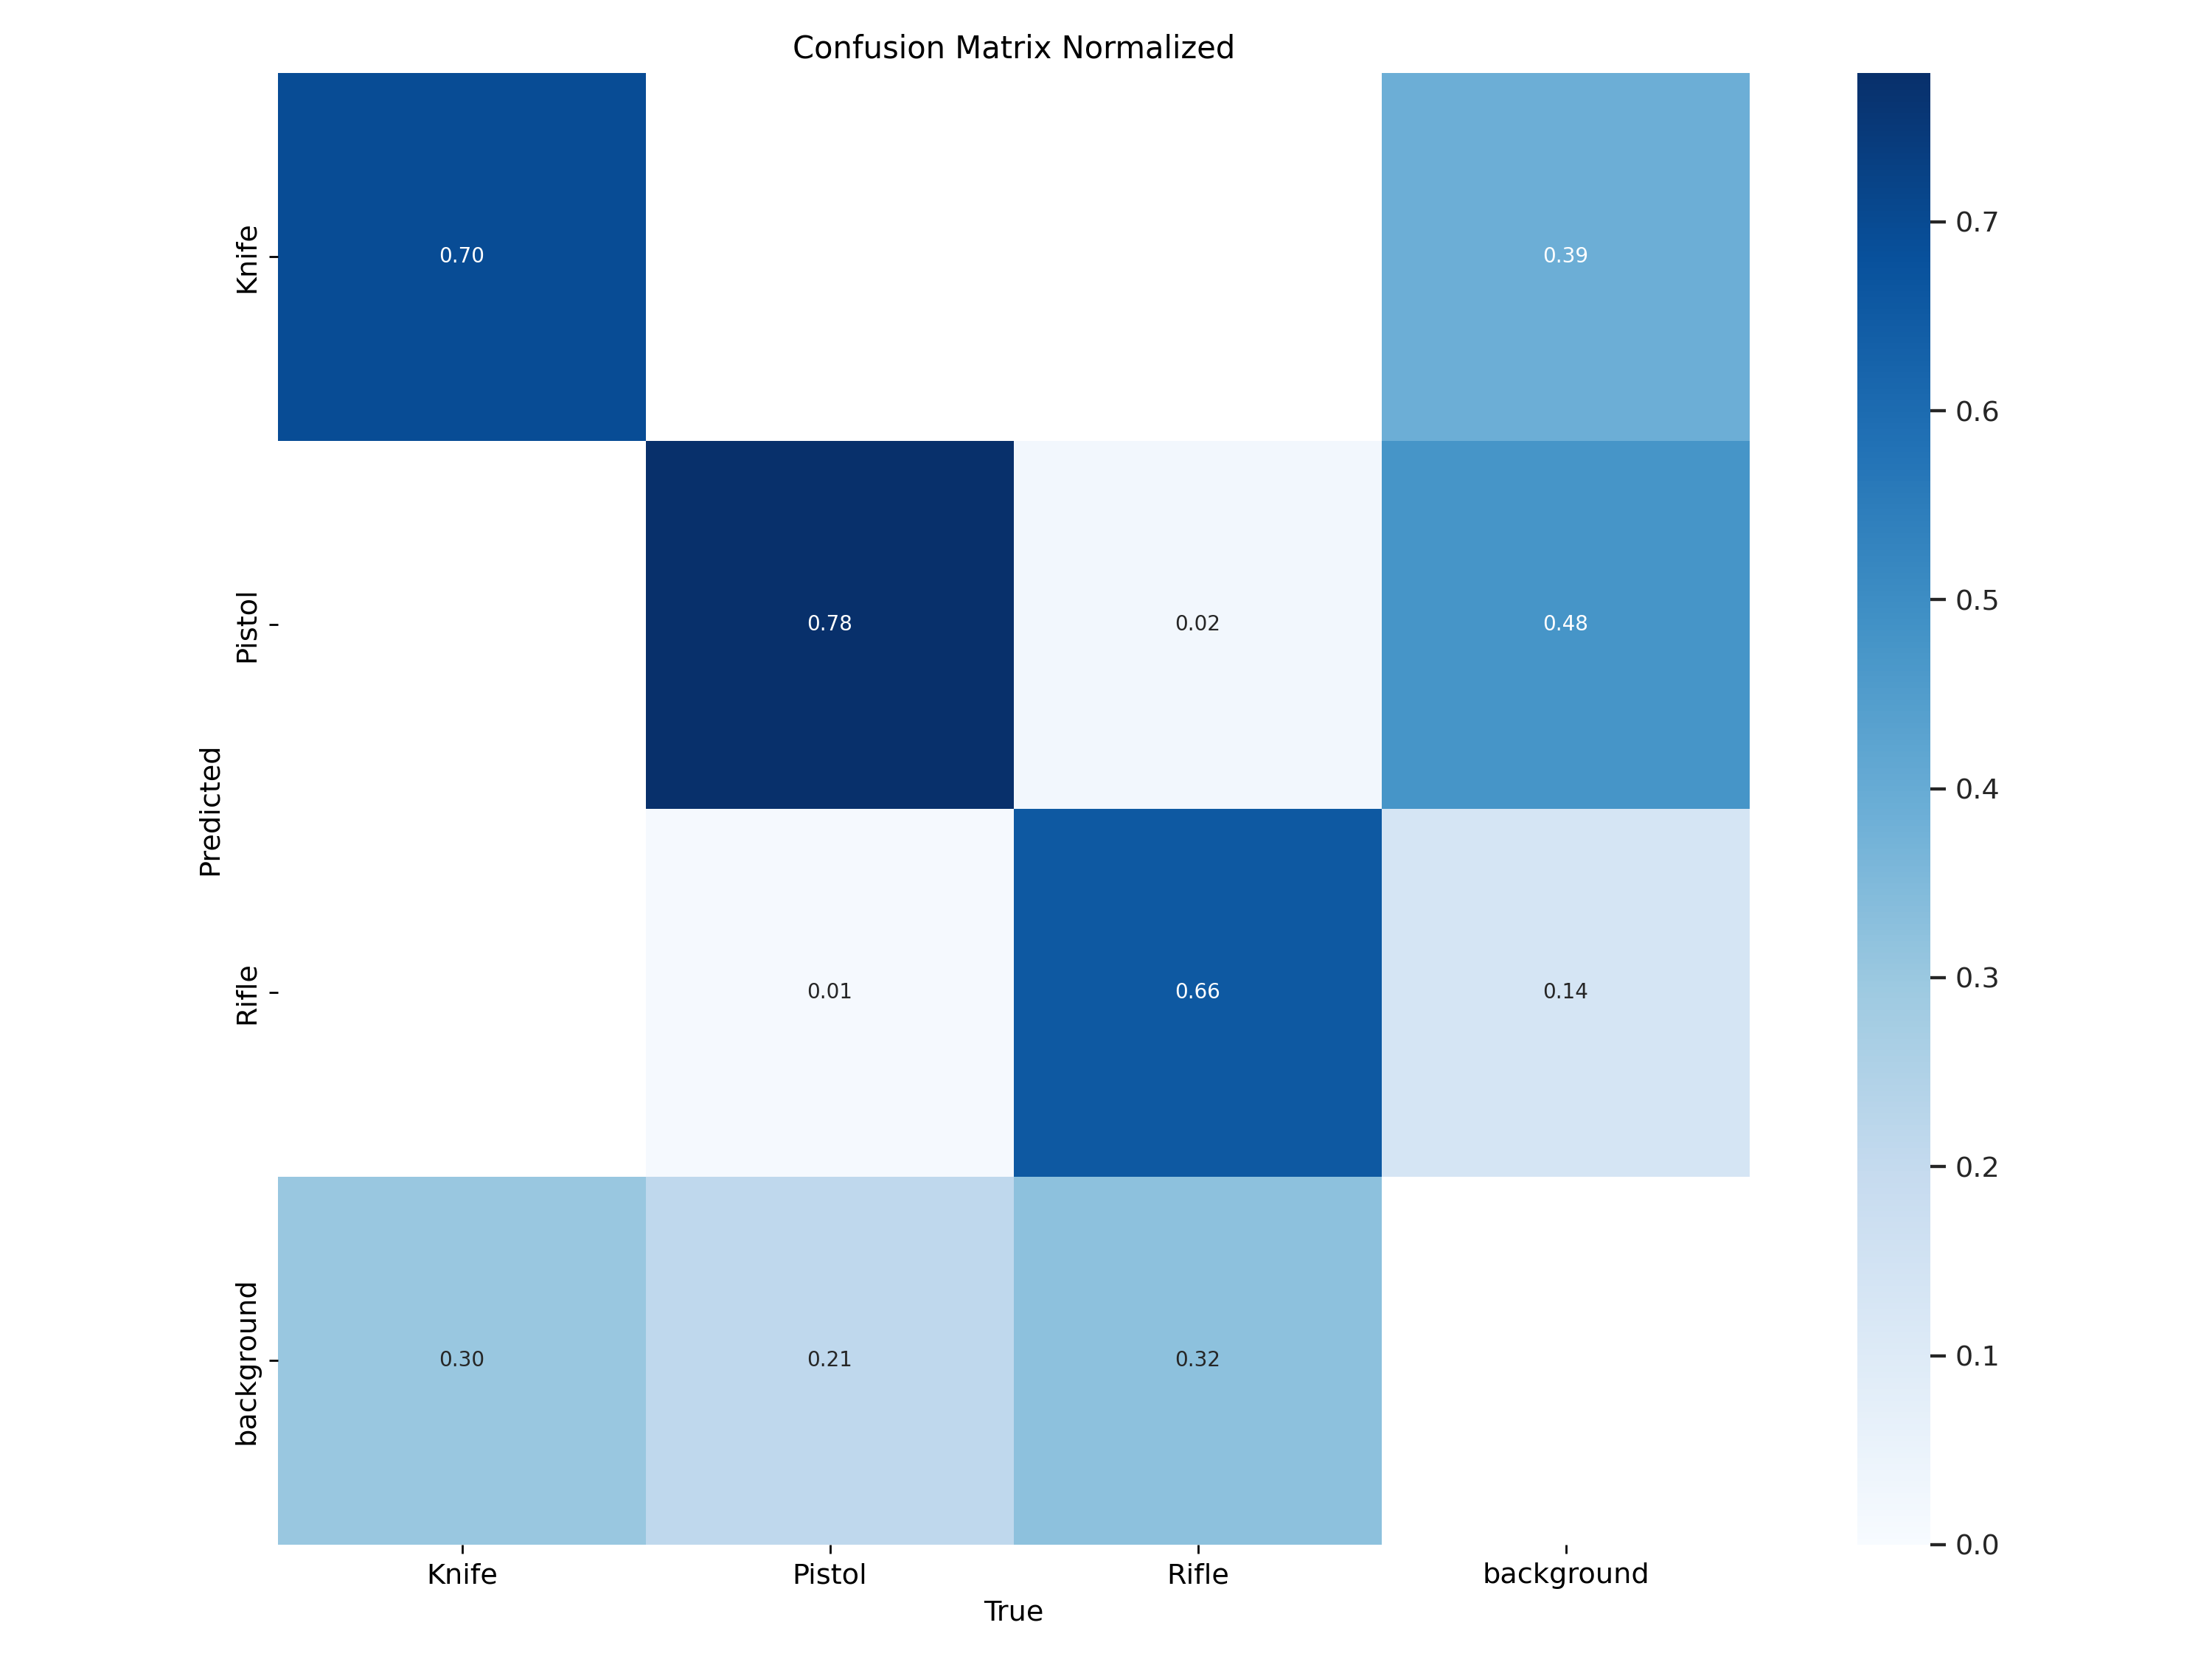 Confusion Matrix Normalized
Knife
0.70
0.39
Pistol
0.78
0.02
0.48
Rifle
0.01
0.66
0.14
background
0.30
0.21
0.32
Predicted
Knife
Pistol
Rifle
background
True
0.7
0.6
0.5
0.4
0.3
0.2
0.1
0.0